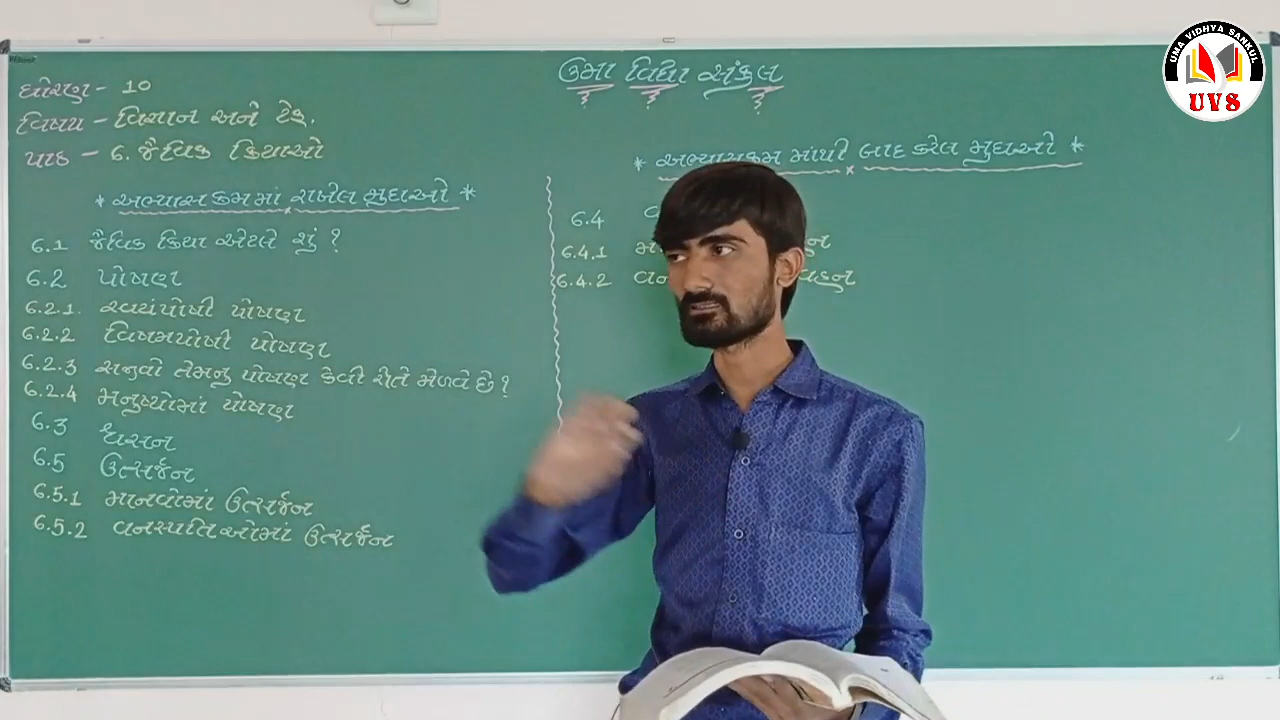 ઉમા વિદ્યા સંકુલ
ધોરણ - 10
વિષય - વિજ્ઞાન અને ટેક.
પાઠ - 6. જૈવિક ક્રિયાઓ
* અભ્યાસક્રમમાં રાખેલ મુદ્દાઓ *
6.1 જૈવિક ક્રિયા એટલે શું ?
6.2 પોષણ
6.2.1. સ્વયંપોષી પોષણ
6.2.2 વિષમપોષી પોષણ
6.2.3 સજીવો તેમનુ પોષણ કેવી રીતે મેળવે છે ?
6.2.4 મનુષ્યોમાં પોષણ
6.3 શ્વસન
6.5 ઉત્સર્જન
6.5.1 માનવોમાં ઉત્સર્જન
6.5.2 વનસ્પતિઓમાં ઉત્સર્જન
* અભ્યાસક્રમ માંથી બાદ કરેલ મુદ્દાઓ *
6.4
6.4.1
6.4.2
UMA VIDHYA SANKUL
UVS